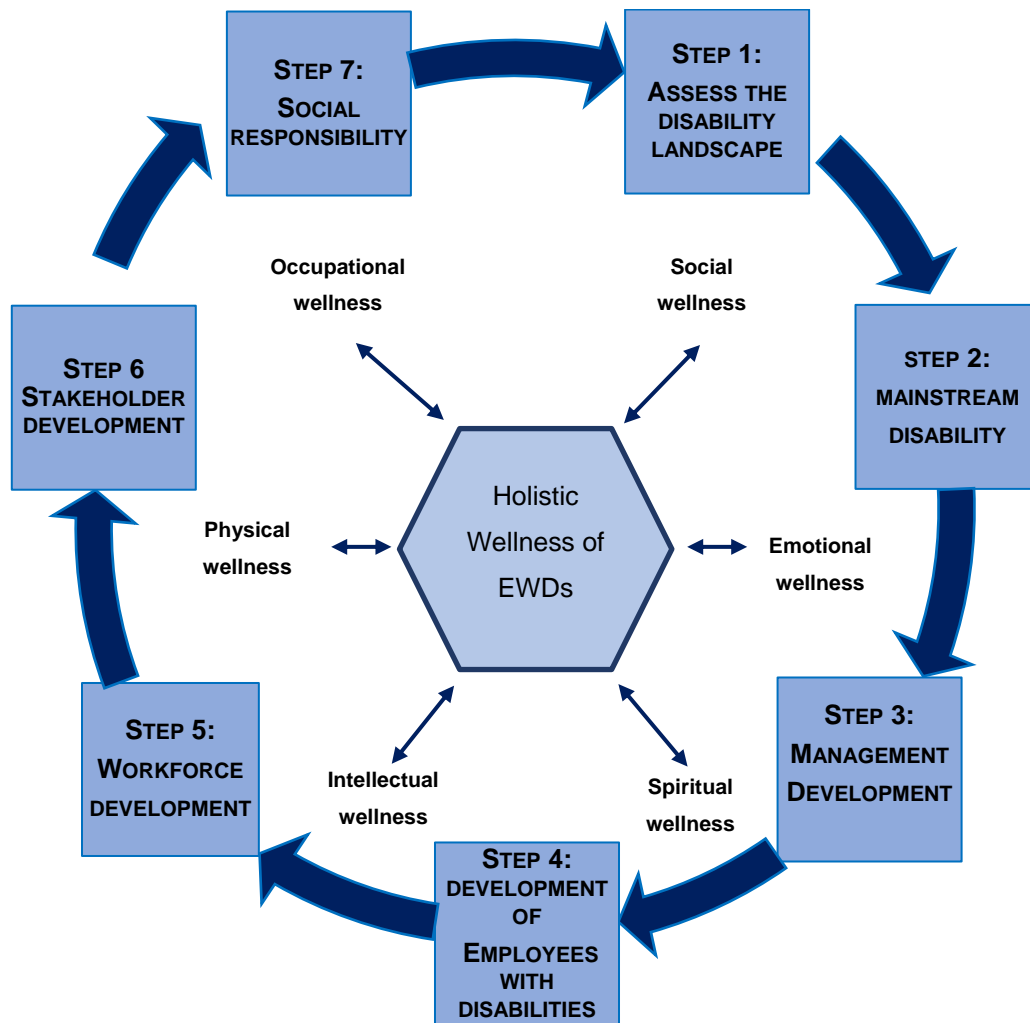 STEP 7:
SOCIAL
RESPONSIBILITY
STEP 1:
ASSESS THE
DISABILITY
LANDSCAPE
Occupational
wellness
Social
wellness
STEP 6
STAKEHOLDER
DEVELOPMENT
STEP 2:
MAINSTREAM
DISABILITY
Holistic
Wellness of
EWDs
Physical
wellness
Emotional
wellness
STEP 5:
WORKFORCE
DEVELOPMENT
STEP 3:
MANAGEMENT
DEVELOPMENT
Intellectual
wellness
Spiritual
wellness
STEP 4:
DEVELOPMENT
OF
EMPLOYEES
WITH
DISABILITIES